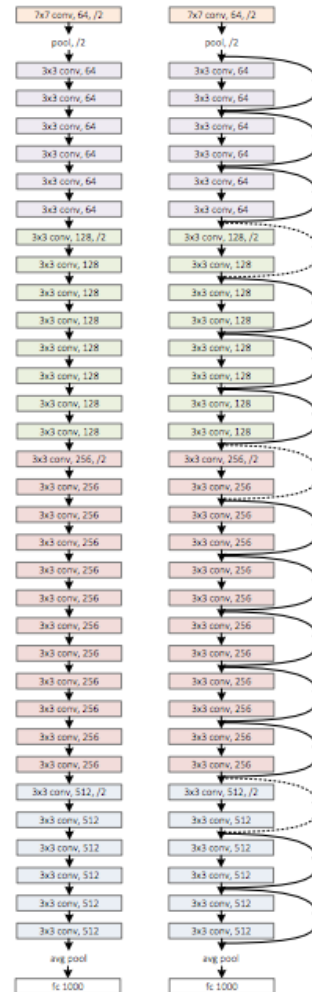 7x7 conv, 64, /2
pool, /2
3x3 conv, 64
3x3 conv, 64
3x3 conv, 64
3x3 conv, 64
3x3 conv, 64
3x3 conv, 64
3x3 conv, 128, /2
3x3 conv, 128
3x3 conv, 128
3x3 conv, 128
3x3 conv, 128
3x3 conv, 128
3x3 conv, 128
3x3 conv, 128
3x3 conv, 256, /2
3x3 conv, 256
3x3 conv, 256
3x3 conv, 256
3x3 conv, 256
3x3 conv, 256
3x3 conv, 256
3x3 conv, 256
3x3 conv, 256
3x3 conv, 256
3x3 conv, 256
3x3 conv, 256
3x3 conv, 512, /2
3x3 conv, 512
3x3 conv, 512
3x3 conv, 512
3x3 conv, 512
3x3 conv, 512
avg pool
fc 1000
7x7 conv, 64, /2
pool, /2
3x3 conv, 64
3x3 conv, 64
3x3 conv, 64
3x3 conv, 64
3x3 conv, 64
3x3 conv, 64
3x3 conv, 128, /2
3x3 conv, 128
3x3 conv, 128
3x3 conv, 128
3x3 conv, 128
3x3 conv, 128
3x3 conv, 128
3x3 conv, 128
3x3 conv, 256, /2
3x3 conv, 256
3x3 conv, 256
3x3 conv, 256
3x3 conv, 256
3x3 conv, 256
3x3 conv, 256
3x3 conv, 256
3x3 conv, 256
3x3 conv, 256
3x3 conv, 256
3x3 conv, 256
3x3 conv, 512, /2
3x3 conv, 512
3x3 conv, 512
3x3 conv, 512
3x3 conv, 512
3x3 conv, 512
avg pool
fc 1000